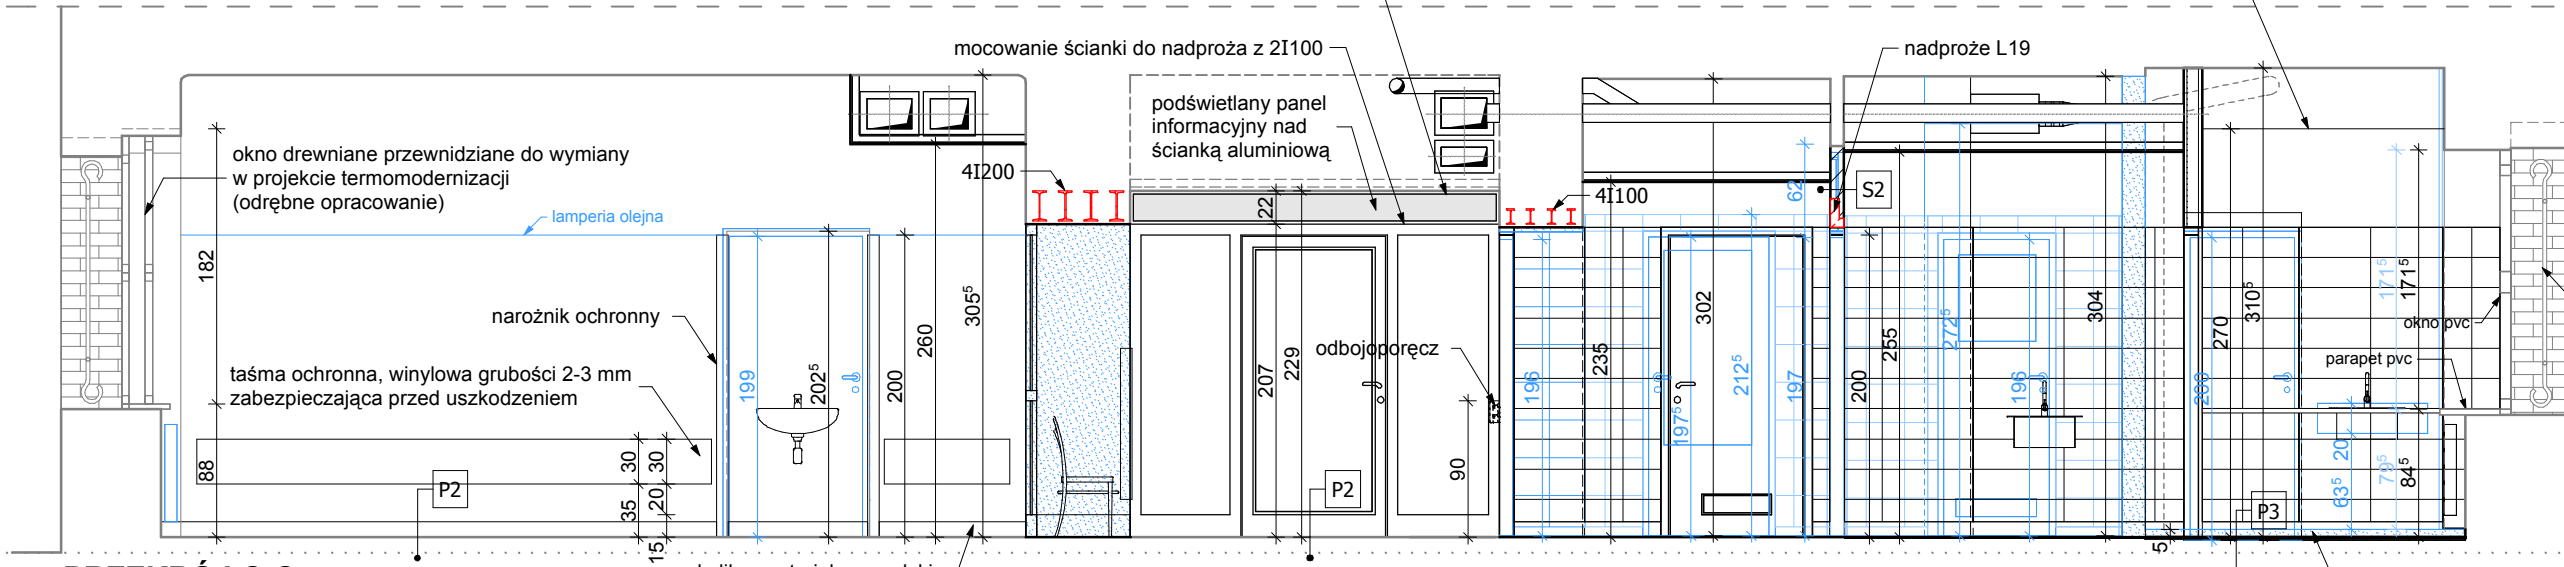 mocowanie ścianki do nadproża z 2I100
nadproże L19
podświetlany panel
informacyjny nad
ścianką aluminiową
okno drewniane przewnidziane do wymiany
w projekcie termomodernizacji
(odrębne opracowanie)
4I200
4I100
S2
62
22
lamperia olejna
182
narożnik ochronny
taśma ochronna, winylowa grubości 2-3 mm
zabezpieczająca przed uszkodzeniem
199
202⁵
200
260
305⁵
207
229
odbojoporęcz
90
196
235
197⁵
302
212⁵
197
200
255
272⁵
196
304
200
270
310⁵
171⁵
171⁵
okno pvc
parapet pvc
88
30
30
35
20
15
P2
P2
P3
5
20
63⁵
79⁵
84⁵